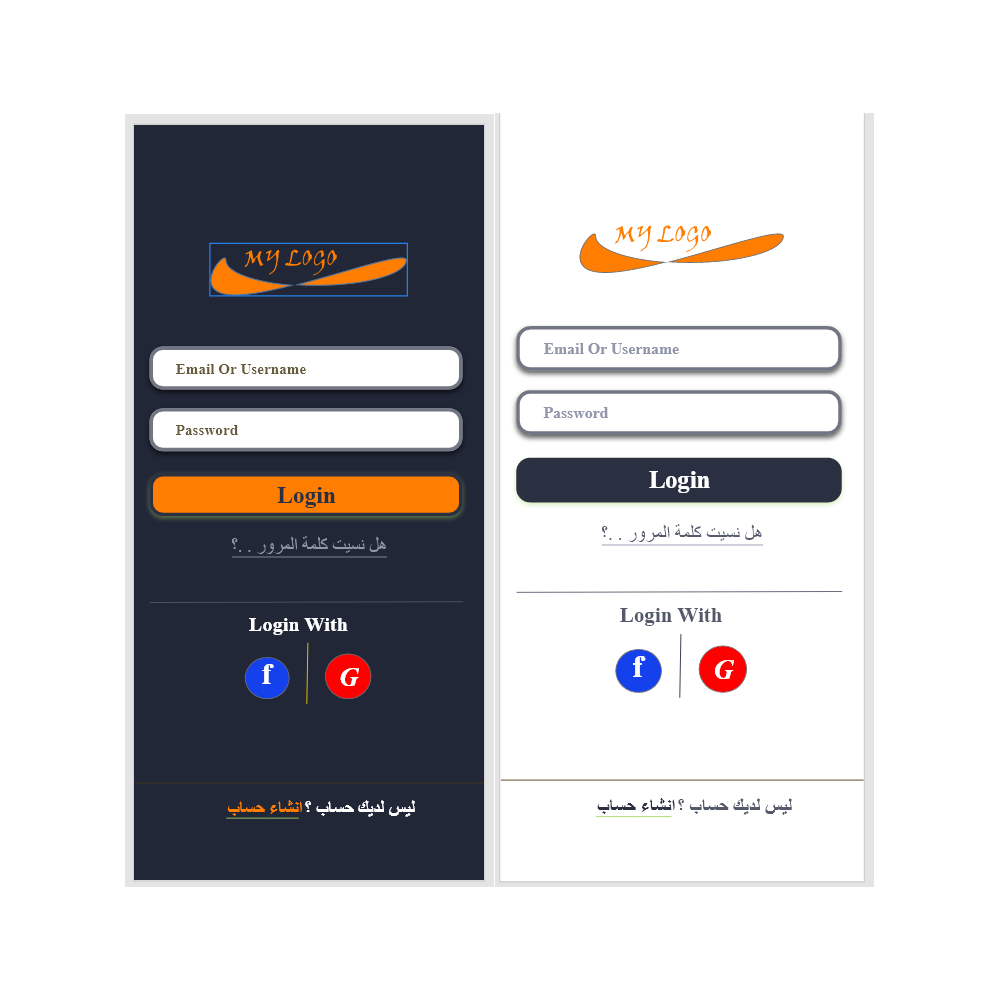 MY LOGO
Email Or Username
Password
Login
هل نسيت كلمة المرور . .؟
Login With
f
G
ليس لديك حساب ؟ انشاء حساب
MY LOGO
Email Or Username
Password
Login
هل نسيت كلمة المرور . .؟
Login With
f
G
ليس لديك حساب ؟ انشاء حساب